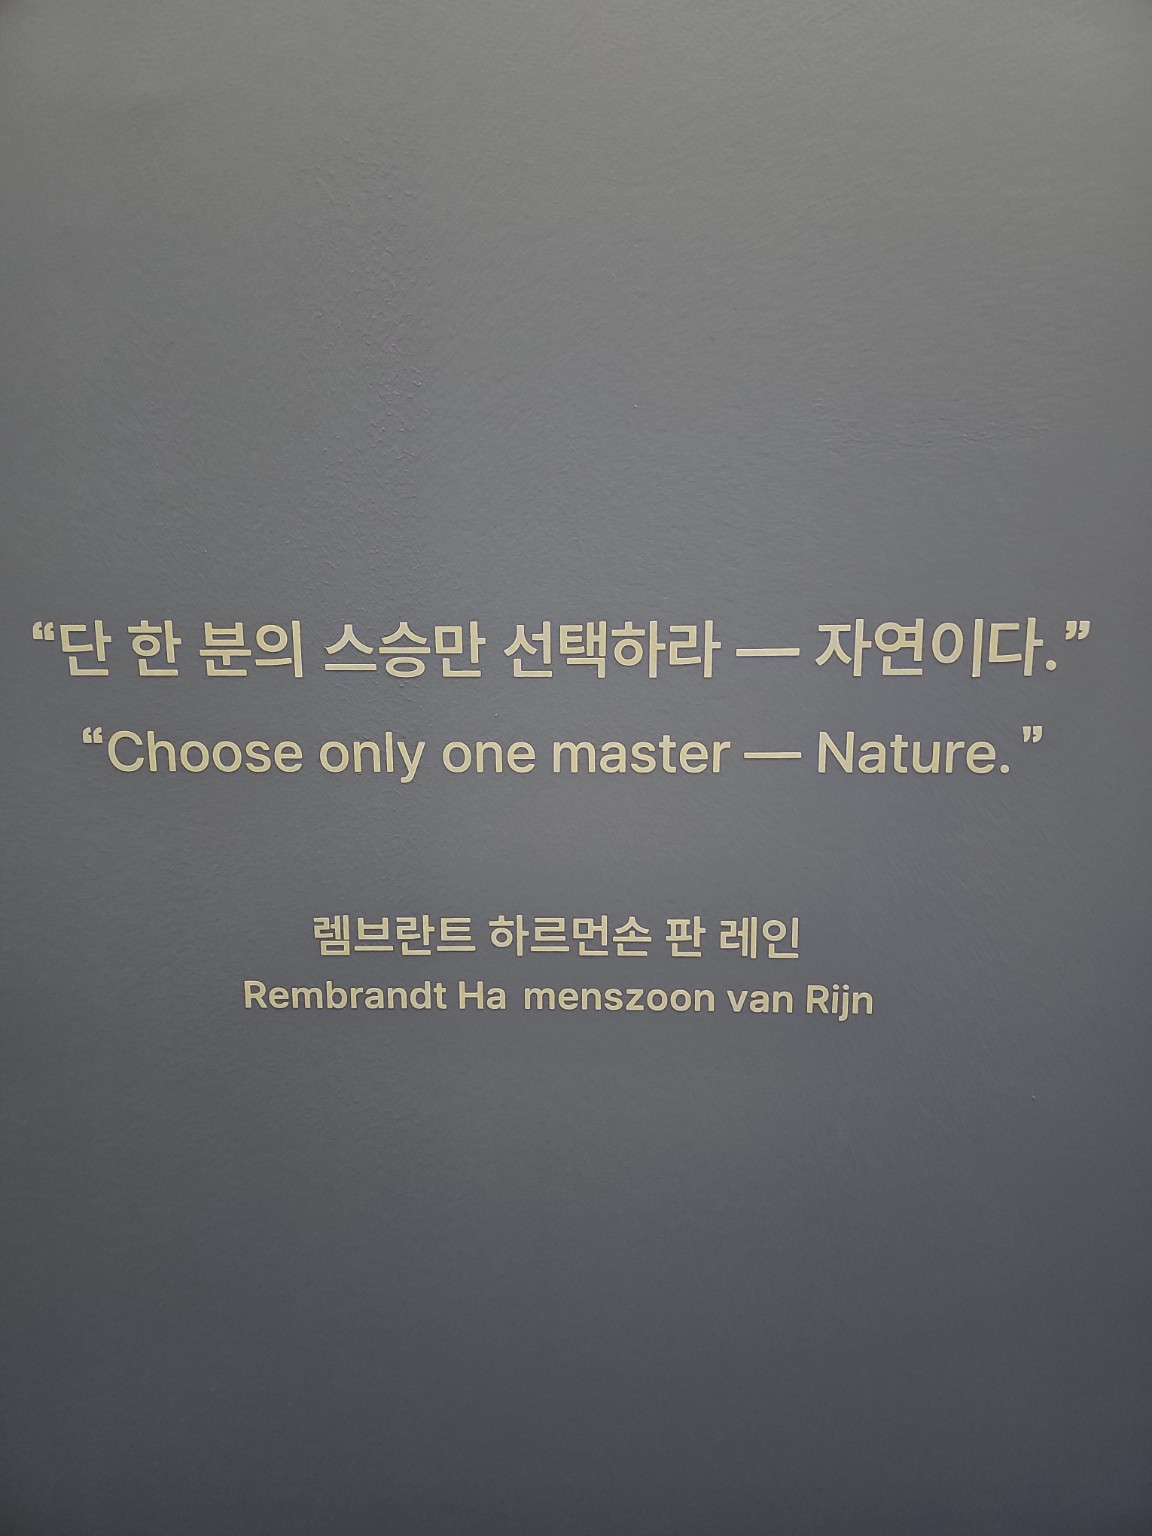 “단 한 분의 스승만 선택하라 — 자연이다.”
“Choose only one master — Nature.”
렘브란트 하르먼손 판 레인
Rembrandt Ha menszoon van Rijn